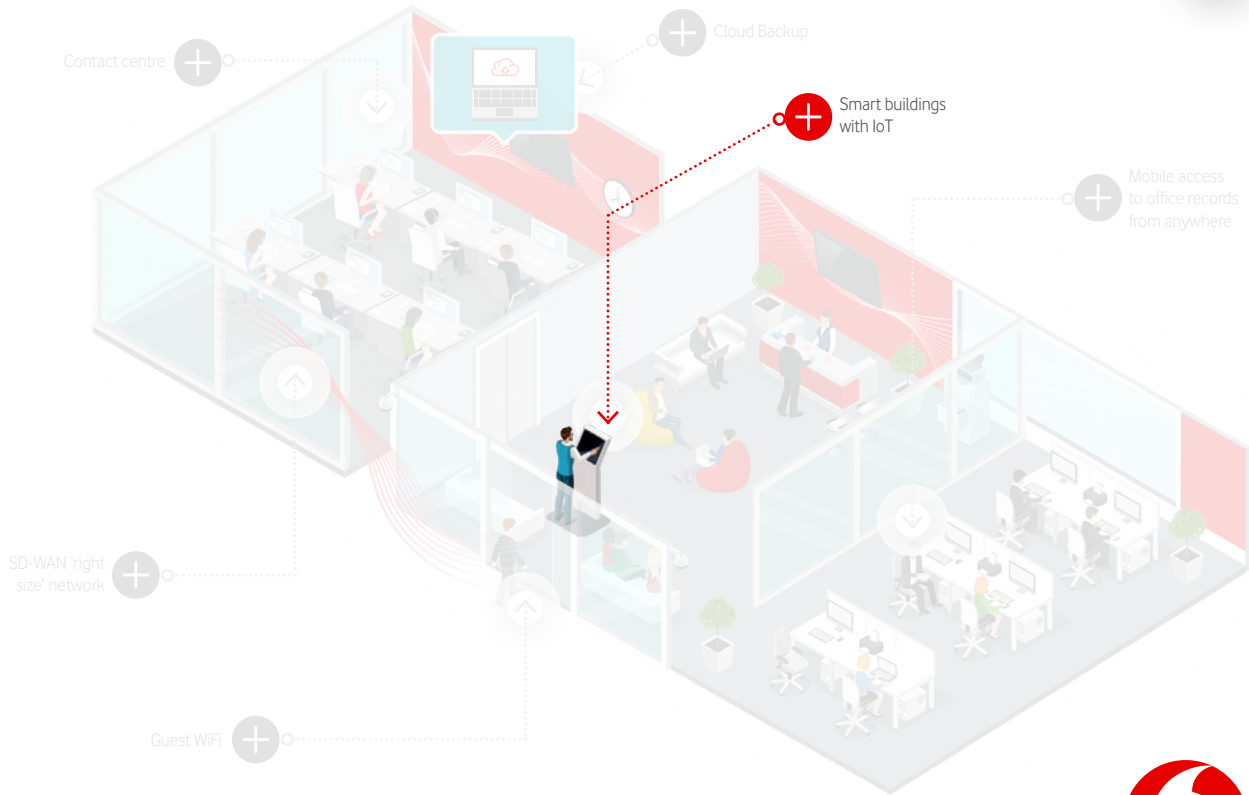 Contact centre
Cloud Backup
Smart buildings
with IoT
Mobile access
to office records
from anywhere
SD-WAN 'right
size' network
Guest WiFi